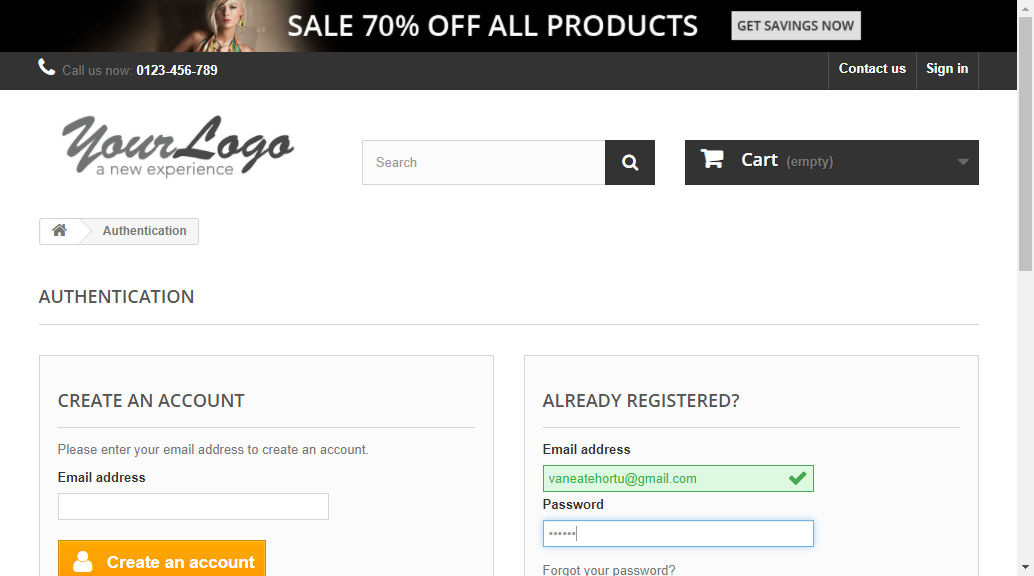 SALE 70% OFF ALL PRODUCTS
GET SAVINGS NOW
Call us now: 0123-456-789
Contact us
Sign in
YourLogo
a new experience
Search
Cart (empty)
Authentication
AUTHENTICATION
CREATE AN ACCOUNT
Please enter your email address to create an account.
Email address
Create an account
ALREADY REGISTERED?
Email address
vaneatehortu@gmail.com
Password
••••••
Forgot your password?